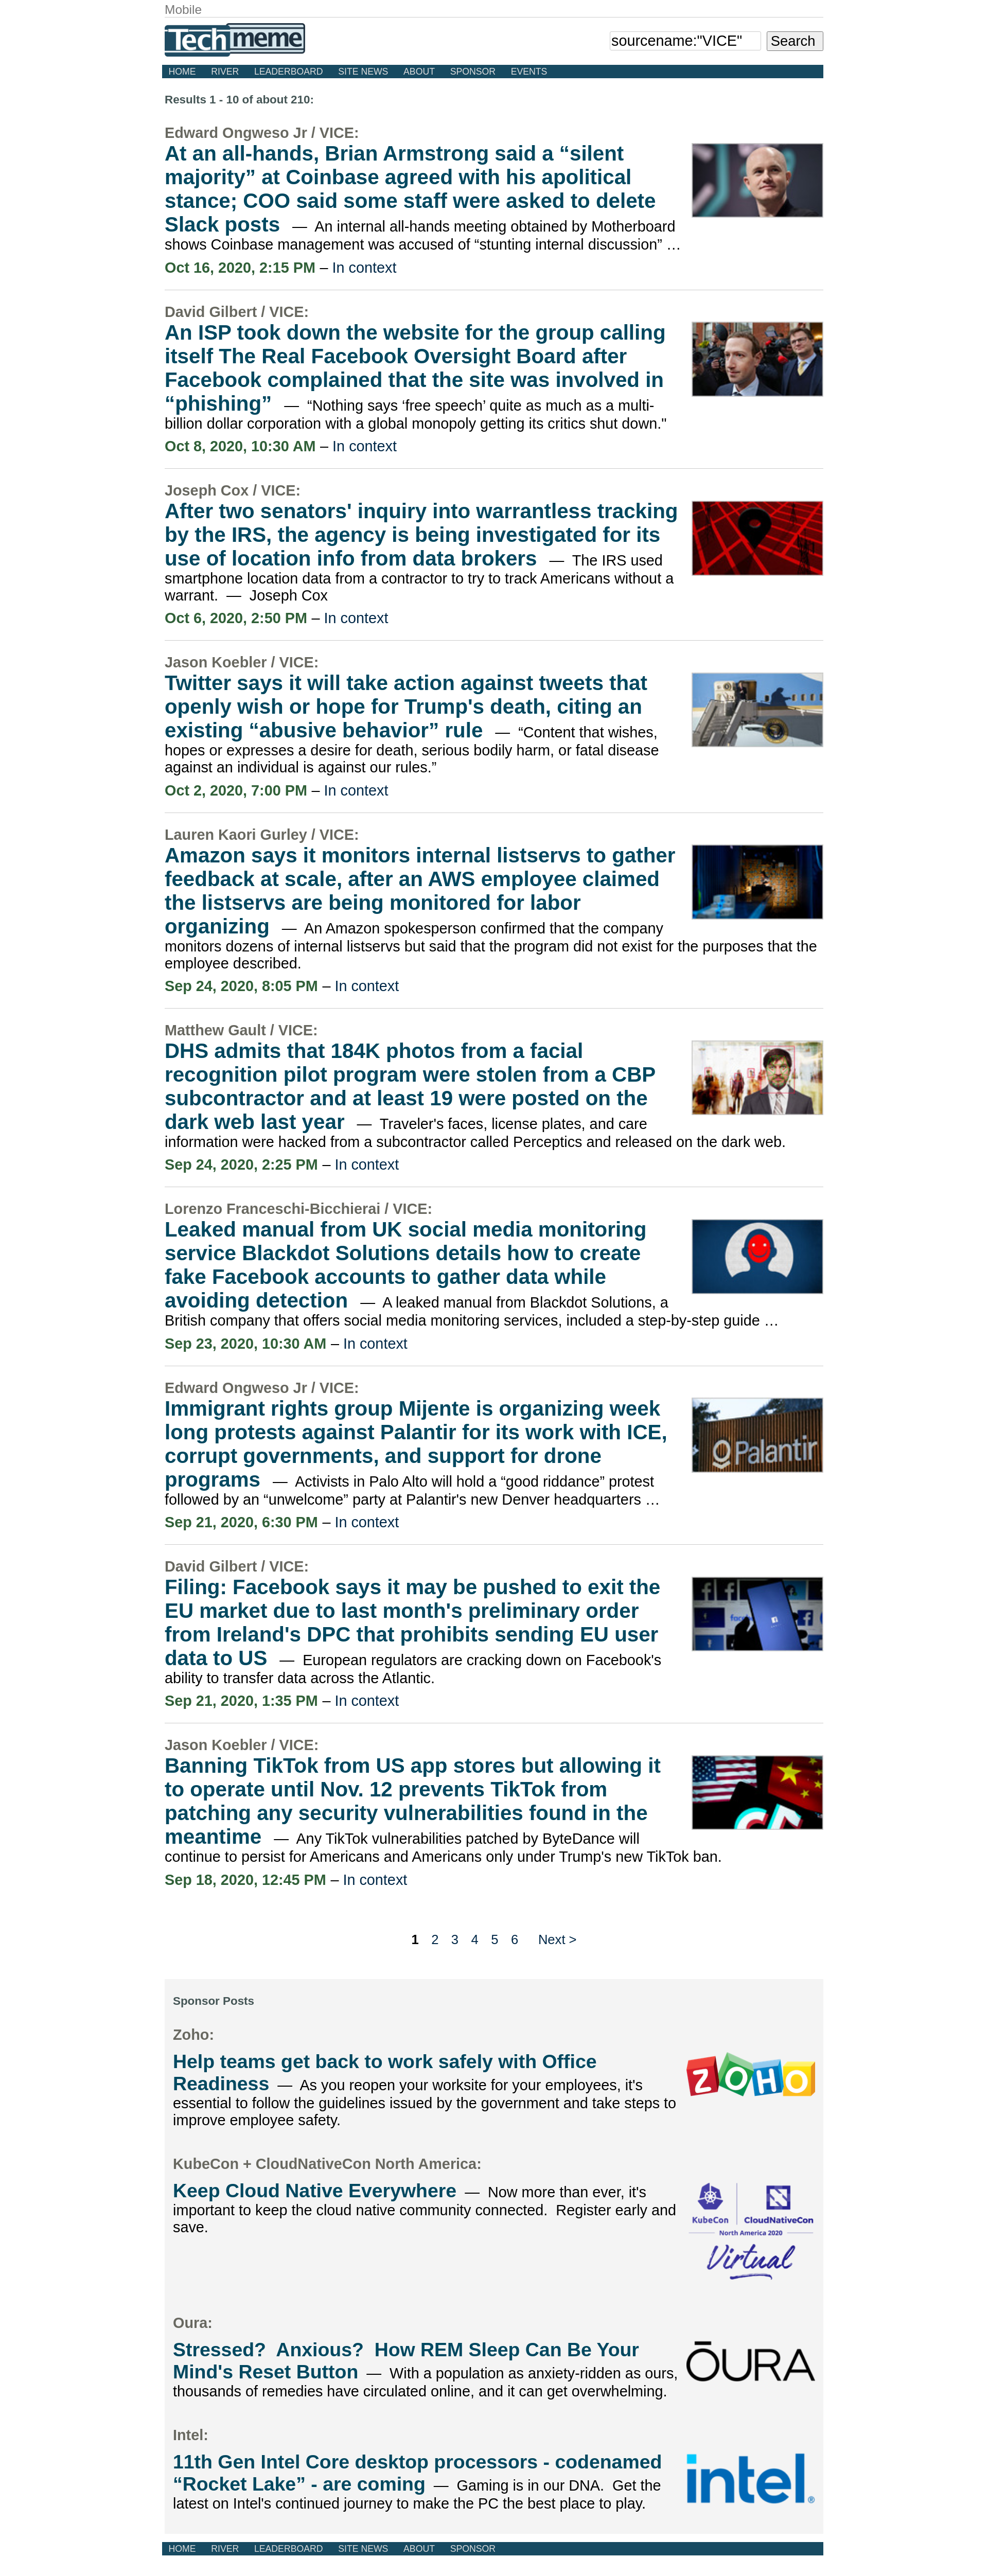 Mobile
Techmeme
sourcename:"VICE" Search
HOME RIVER LEADERBOARD SITE NEWS ABOUT SPONSOR EVENTS
Results 1 - 10 of about 210:
Edward Ongweso Jr / VICE:
At an all-hands, Brian Armstrong said a “silent
majority” at Coinbase agreed with his apolitical
stance; COO said some staff were asked to delete
Slack posts — An internal all-hands meeting obtained by Motherboard
shows Coinbase management was accused of “stunting internal discussion” …
Oct 16, 2020, 2:15 PM – In context
David Gilbert / VICE:
An ISP took down the website for the group calling
itself The Real Facebook Oversight Board after
Facebook complained that the site was involved in
“phishing” — “Nothing says ‘free speech’ quite as much as a multi-
billion dollar corporation with a global monopoly getting its critics shut down."
Oct 8, 2020, 10:30 AM – In context
Joseph Cox / VICE:
After two senators' inquiry into warrantless tracking
by the IRS, the agency is being investigated for its
use of location info from data brokers — The IRS used
smartphone location data from a contractor to try to track Americans without a
warrant. — Joseph Cox
Oct 6, 2020, 2:50 PM – In context
Jason Koebler / VICE:
Twitter says it will take action against tweets that
openly wish or hope for Trump's death, citing an
existing “abusive behavior” rule — “Content that wishes,
hopes or expresses a desire for death, serious bodily harm, or fatal disease
against an individual is against our rules.”
Oct 2, 2020, 7:00 PM – In context
Lauren Kaori Gurley / VICE:
Amazon says it monitors internal listservs to gather
feedback at scale, after an AWS employee claimed
the listservs are being monitored for labor
organizing — An Amazon spokesperson confirmed that the company
monitors dozens of internal listservs but said that the program did not exist for the purposes that the
employee described.
Sep 24, 2020, 8:05 PM – In context
Matthew Gault / VICE:
DHS admits that 184K photos from a facial
recognition pilot program were stolen from a CBP
subcontractor and at least 19 were posted on the
dark web last year — Traveler's faces, license plates, and care
information were hacked from a subcontractor called Perceptics and released on the dark web.
Sep 24, 2020, 2:25 PM – In context
Lorenzo Franceschi-Bicchierai / VICE:
Leaked manual from UK social media monitoring
service Blackdot Solutions details how to create
fake Facebook accounts to gather data while
avoiding detection — A leaked manual from Blackdot Solutions, a
British company that offers social media monitoring services, included a step-by-step guide …
Sep 23, 2020, 10:30 AM – In context
Edward Ongweso Jr / VICE:
Immigrant rights group Mijente is organizing week
long protests against Palantir for its work with ICE,
corrupt governments, and support for drone
programs — Activists in Palo Alto will hold a “good riddance” protest
followed by an “unwelcome” party at Palantir's new Denver headquarters …
Palantir
Sep 21, 2020, 6:30 PM – In context
David Gilbert / VICE:
Filing: Facebook says it may be pushed to exit the
EU market due to last month's preliminary order
from Ireland's DPC that prohibits sending EU user
data to US — European regulators are cracking down on Facebook's
ability to transfer data across the Atlantic.
Sep 21, 2020, 1:35 PM – In context
Jason Koebler / VICE:
Banning TikTok from US app stores but allowing it
to operate until Nov. 12 prevents TikTok from
patching any security vulnerabilities found in the
meantime — Any TikTok vulnerabilities patched by ByteDance will
continue to persist for Americans and Americans only under Trump's new TikTok ban.
Sep 18, 2020, 12:45 PM – In context
1 2 3 4 5 6 Next >
Sponsor Posts
Zoho:
Help teams get back to work safely with Office
Readiness — As you reopen your worksite for your employees, it's
essential to follow the guidelines issued by the government and take steps to
improve employee safety.
ZOHO
KubeCon + CloudNativeCon North America:
Keep Cloud Native Everywhere — Now more than ever, it's
important to keep the cloud native community connected. Register early and
save.
KubeCon CloudNativeCon
North America 2020
Virtual
Oura:
Stressed? Anxious? How REM Sleep Can Be Your
Mind's Reset Button — With a population as anxiety-ridden as ours,
thousands of remedies have circulated online, and it can get overwhelming.
ŌURA
Intel:
11th Gen Intel Core desktop processors - codenamed
“Rocket Lake” - are coming — Gaming is in our DNA. Get the
latest on Intel's continued journey to make the PC the best place to play.
intel®
HOME RIVER LEADERBOARD SITE NEWS ABOUT SPONSOR